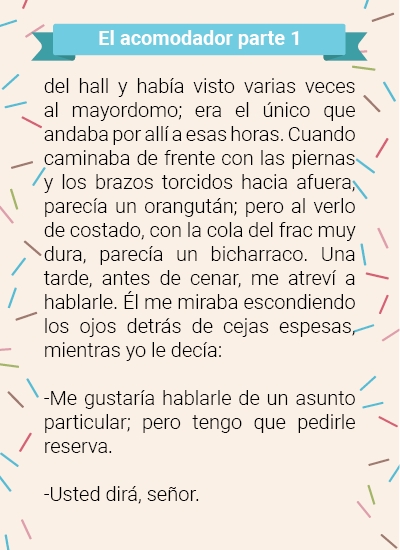 El acomodador parte 1
del hall y había visto varias veces
al mayordomo; era el único que
andaba por allí a esas horas. Cuando
caminaba de frente con las piernas
y los brazos torcidos hacia afuera,
parecía un orangután; pero al verlo
de costado, con la cola del frac muy
dura, parecía un bicharraco. Una
tarde, antes de cenar, me atreví a
hablarle. Él me miraba escondiendo
los ojos detrás de cejas espesas,
mientras yo le decía:
-Me gustaría hablarle de un asunto
particular; pero tengo que pedirle
reserva.
-Usted dirá, señor.